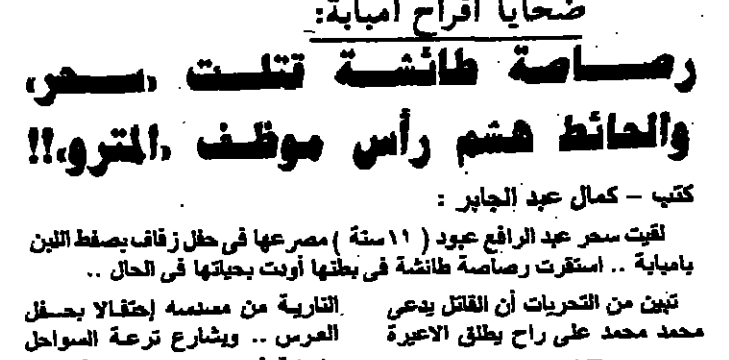 ضحايا أفراح امبابة:
رصاصة طائشة قتلت «سحر»
والحائط هشم رأس موظف «المترو»!!
كتب – كمال عبد الجابر :
لقيت سحر عبد الرافع عبود ( ١١ سنة ) مصرعها فى حفل زفاف بصفط اللبن
بامبابة .. استقرت رصاصة طائشة فى بطنها أودت بحياتها فى الحال ..
تبين من التحريات أن القاتل يدعى
محمد محمد على راح يطلق الاعيرة
النارية من مسدسه إحتفالا بحفل
العرس .. وبشارع ترعة السواحل